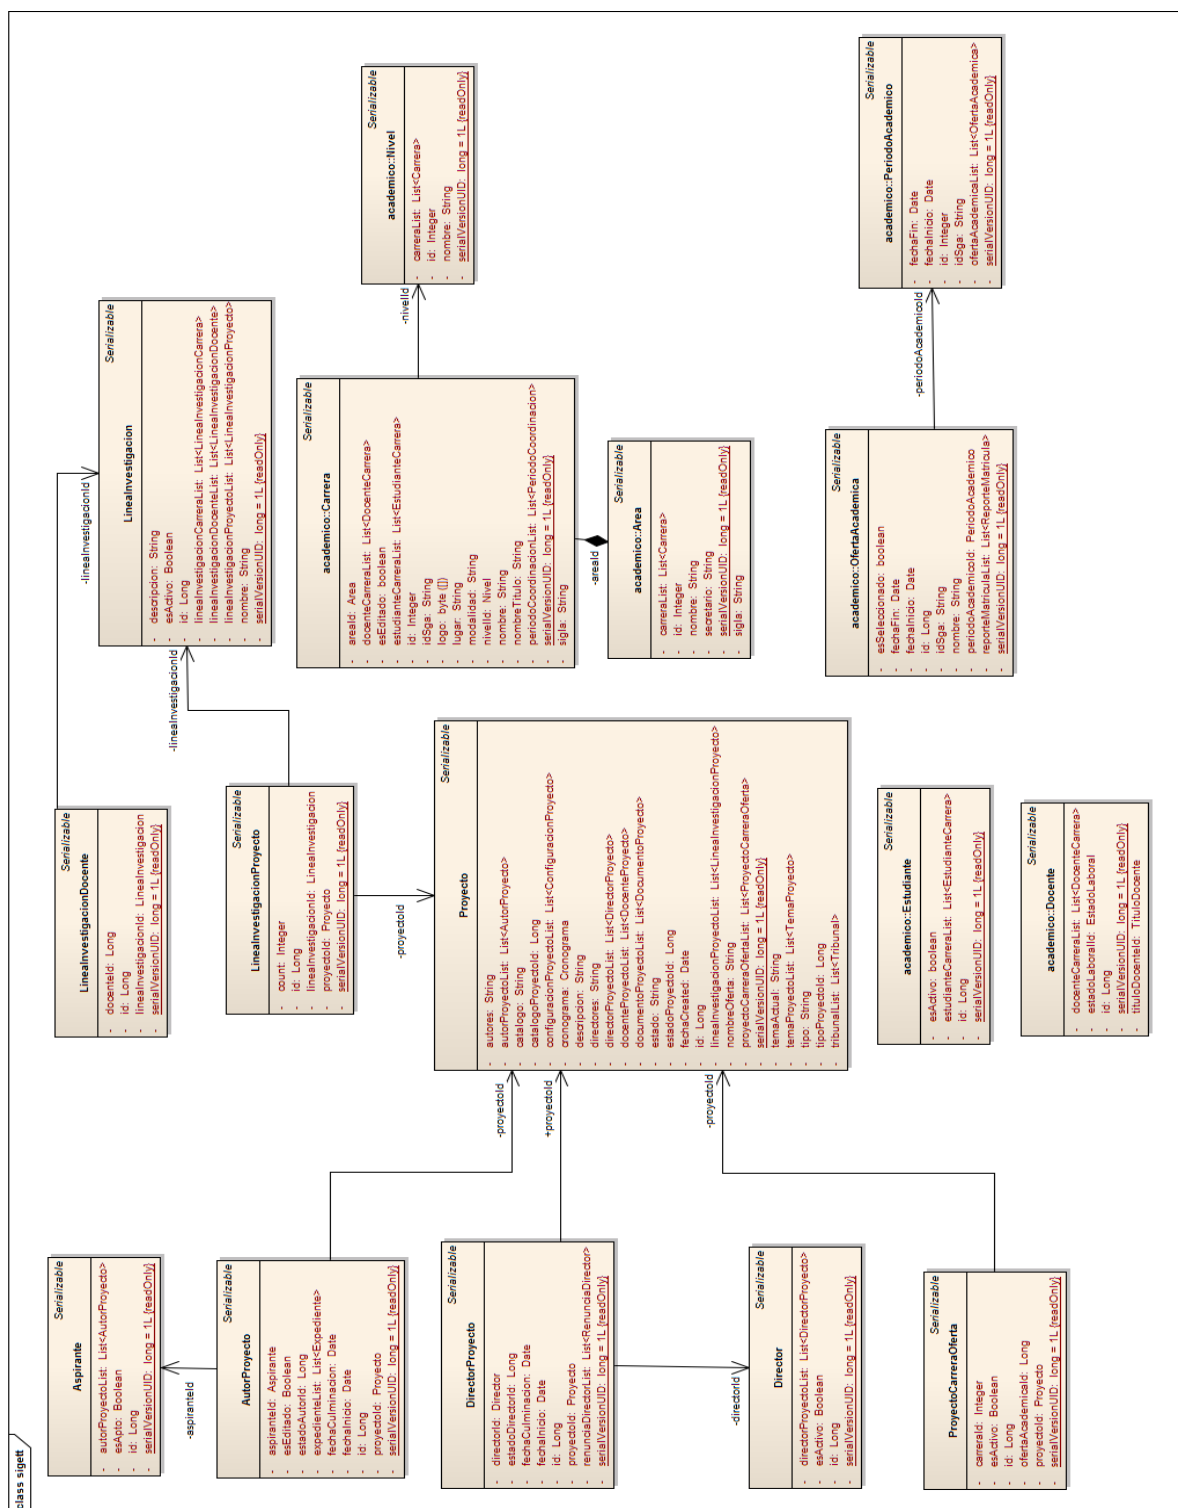 class sigett
Serializable
Aspirante
- autorProyectoList: List<AutorProyecto>
- esApto: Boolean
- id: Long
- serialVersionUID: long = 1L {readOnly}
-aspiranteId
Serializable
AutorProyecto
- aspiranteId: Aspirante
- esEditado: Boolean
- estadoAutorId: Long
- expedienteList: List<Expediente>
- fechaCulminacion: Date
- fechaInicio: Date
- id: Long
- proyectoId: Proyecto
- serialVersionUID: long = 1L {readOnly}
Serializable
DirectorProyecto
- directorId: Director
- estadoDirectorId: Long
- fechaCulminacion: Date
- fechaInicio: Date
- id: Long
- proyectoId: Proyecto
- renunciaDirectorList: List<RenunciaDirector>
- serialVersionUID: long = 1L {readOnly}
-directorId
Serializable
Director
- directorProyectoList: List<DirectorProyecto>
- esActivo: Boolean
- id: Long
- serialVersionUID: long = 1L {readOnly}
Serializable
ProyectoCarreraOferta
- carreraId: Integer
- esActivo: Boolean
- id: Long
- ofertaAcademicaId: Long
- proyectoId: Proyecto
- serialVersionUID: long = 1L {readOnly}
-proyectoId
+proyectoId
-proyectoId
Serializable
LineaInvestigacionDocente
- docenteId: Long
- id: Long
- lineaInvestigacionId: LineaInvestigacion
- serialVersionUID: long = 1L {readOnly}
-lineaInvestigacionId
Serializable
LineaInvestigacionProyecto
- count: Integer
- id: Long
- lineaInvestigacionId: LineaInvestigacion
- proyectoId: Proyecto
- serialVersionUID: long = 1L {readOnly}
-lineaInvestigacionId
-proyectoId
Serializable
Proyecto
- autores: String
- autorProyectoList: List<AutorProyecto>
- catalogo: String
- catalogoProyectoId: Long
- configuracionProyectoList: List<ConfiguracionProyecto>
- cronograma: Cronograma
- descripcion: String
- directores: String
- directorProyectoList: List<DirectorProyecto>
- docenteProyectoList: List<DocenteProyecto>
- documentoProyectoList: List<DocumentoProyecto>
- estado: String
- estadoProyectoId: Long
- fechaCreated: Date
- id: Long
- lineaInvestigacionProyectoList: List<LineaInvestigacionProyecto>
- nombreOferta: String
- proyectoCarreraOfertaList: List<ProyectoCarreraOferta>
- serialVersionUID: long = 1L {readOnly}
- temaActual: String
- temaProyectoList: List<TemaProyecto>
- tipo: String
- tipoProyectoId: Long
- tribunalList: List<Tribunal>
Serializable
academico::Estudiante
- esActivo: boolean
- estudianteCarreraList: List<EstudianteCarrera>
- id: Long
- serialVersionUID: long = 1L {readOnly}
Serializable
academico::Docente
- docenteCarreraList: List<DocenteCarrera>
- estadoLaboralId: EstadoLaboral
- id: Long
- serialVersionUID: long = 1L {readOnly}
- tituloDocenteId: TituloDocente
Serializable
LineaInvestigacion
- descripcion: String
- esActivo: Boolean
- id: Long
- lineaInvestigacionCarreraList: List<LineaInvestigacionCarrera>
- lineaInvestigacionDocenteList: List<LineaInvestigacionDocente>
- lineaInvestigacionProyectoList: List<LineaInvestigacionProyecto>
- nombre: String
- serialVersionUID: long = 1L {readOnly}
Serializable
academico::Carrera
- areaId: Area
- docenteCarreraList: List<DocenteCarrera>
- esEditado: boolean
- estudianteCarreraList: List<EstudianteCarrera>
- id: Integer
- idSga: String
- logo: byte ([])
- lugar: String
- modalidad: String
- nivelId: Nivel
- nombre: String
- nombreTitulo: String
- periodoCoordinacionList: List<PeriodoCoordinacion>
- serialVersionUID: long = 1L {readOnly}
- sigla: String
-nivelId
-areaId
Serializable
academico::Area
- carreraList: List<Carrera>
- id: Integer
- nombre: String
- secretario: String
- serialVersionUID: long = 1L {readOnly}
- sigla: String
Serializable
academico::OfertaAcademica
- esSeleccionado: boolean
- fechaFin: Date
- fechaInicio: Date
- id: Long
- idSga: String
- nombre: String
- periodoAcademicoId: PeriodoAcademico
- reporteMatriculaList: List<ReporteMatricula>
- serialVersionUID: long = 1L {readOnly}
-periodoAcademicoId
Serializable
academico::Nivel
- carreraList: List<Carrera>
- id: Integer
- nombre: String
- serialVersionUID: long = 1L {readOnly}
Serializable
academico::PeriodoAcademico
- fechaFin: Date
- fechaInicio: Date
- id: Integer
- idSga: String
- ofertaAcademicaList: List<OfertaAcademica>
- serialVersionUID: long = 1L {readOnly}